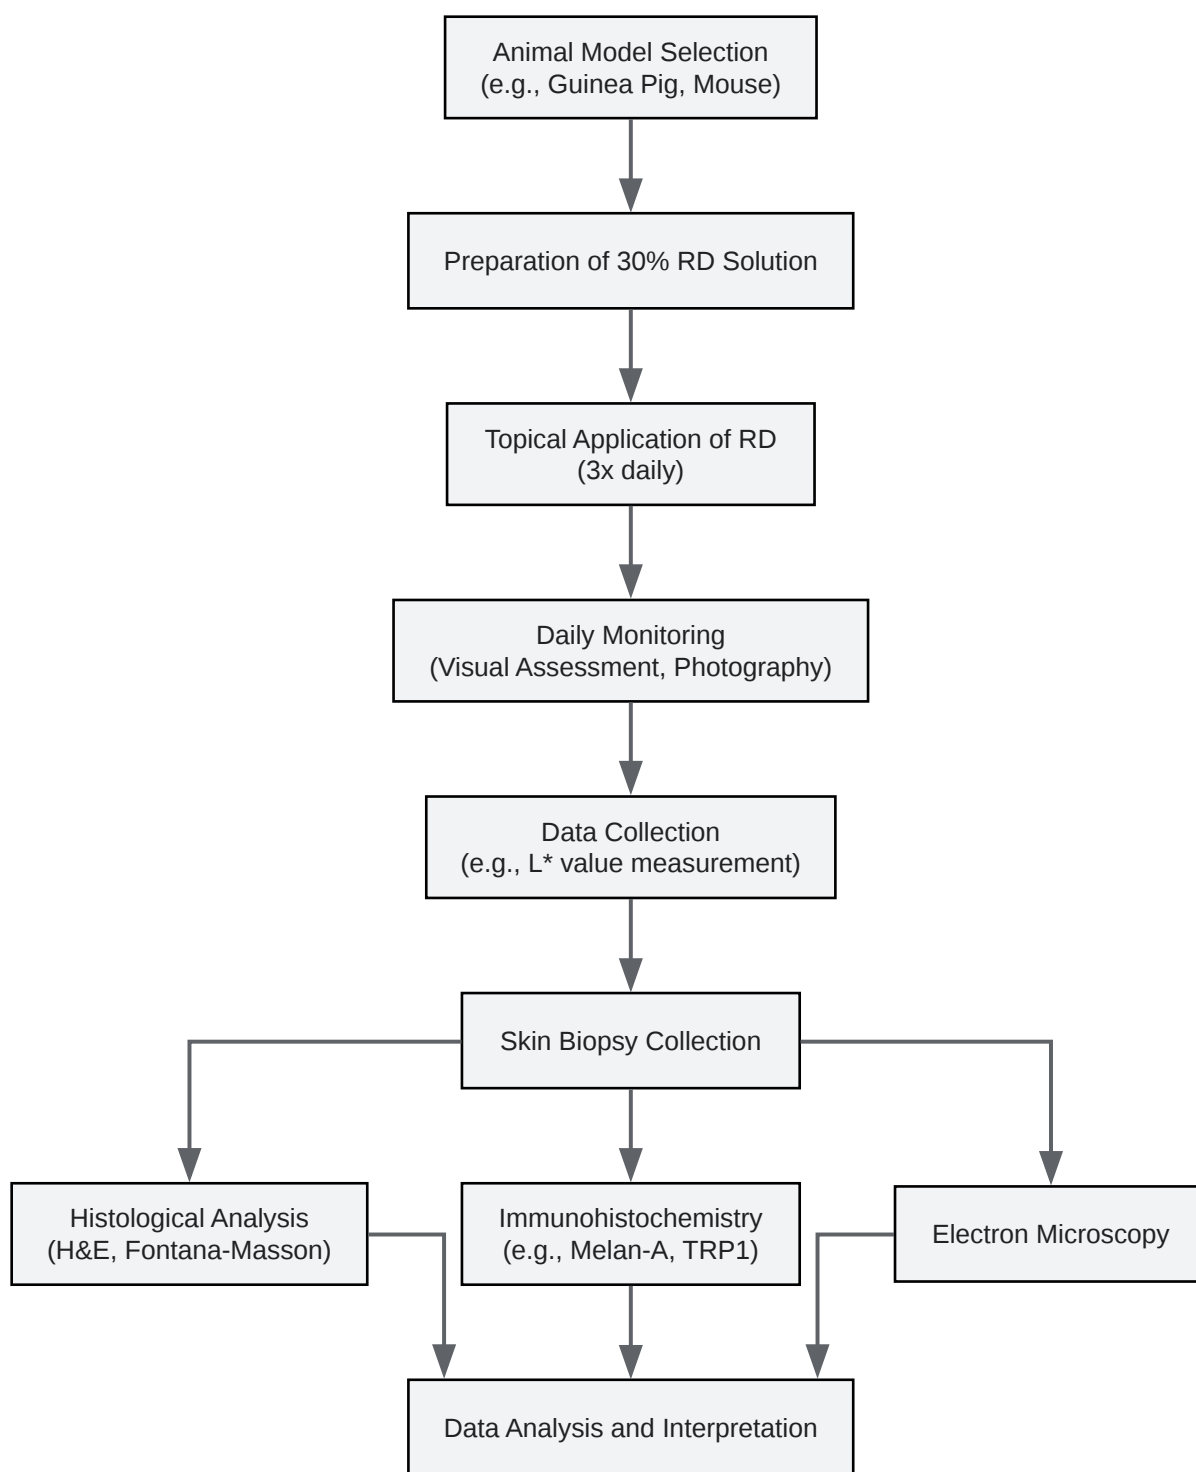 Animal Model Selection
(e.g., Guinea Pig, Mouse)
Preparation of 30% RD Solution
Topical Application of RD
(3x daily)
Daily Monitoring
(Visual Assessment, Photography)
Data Collection
(e.g., L* value measurement)
Skin Biopsy Collection
Histological Analysis
(H&E, Fontana-Masson)
Immunohistochemistry
(e.g., Melan-A, TRP1)
Electron Microscopy
Data Analysis and Interpretation